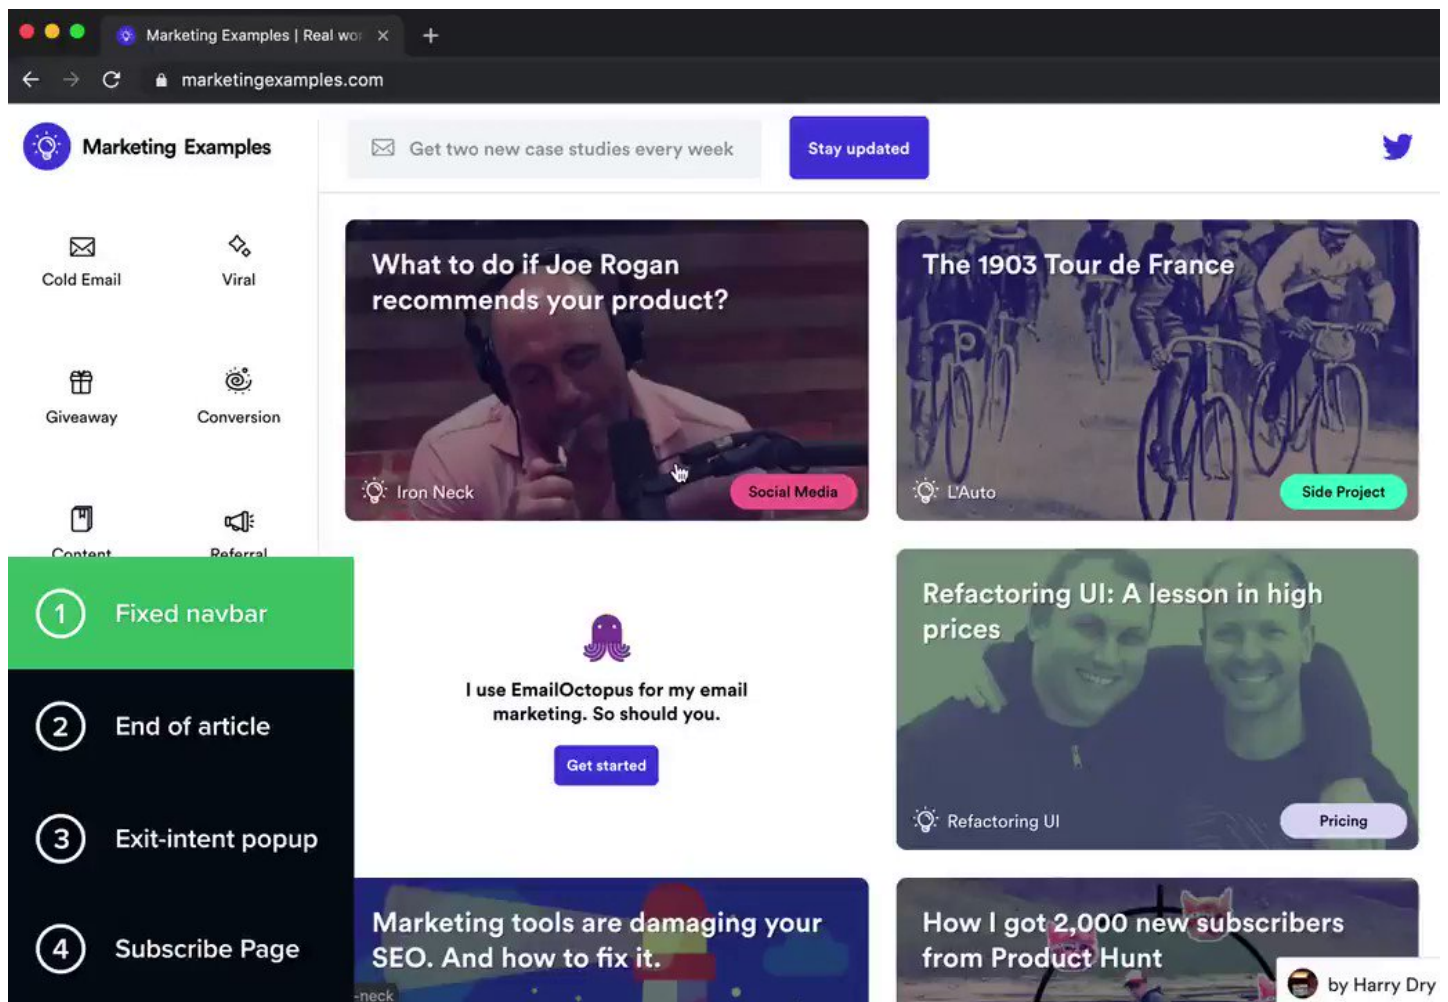 Marketing Examples | Real wor
marketingexamples.com
Marketing Examples
Get two new case studies every week
Stay updated
Cold Email
Viral
Giveaway
Conversion
Content
Referral
What to do if Joe Rogan
recommends your product?
Iron Neck
Social Media
The 1903 Tour de France
L'Auto
Side Project
I use EmailOctopus for my email
marketing. So should you.
Get started
Refactoring UI: A lesson in high
prices
Refactoring UI
Pricing
1 Fixed navbar
2 End of article
3 Exit-intent popup
4 Subscribe Page
Marketing tools are damaging your
SEO. And how to fix it.
-neck
How I got 2,000 new subscribers
from Product Hunt
by Harry Dry